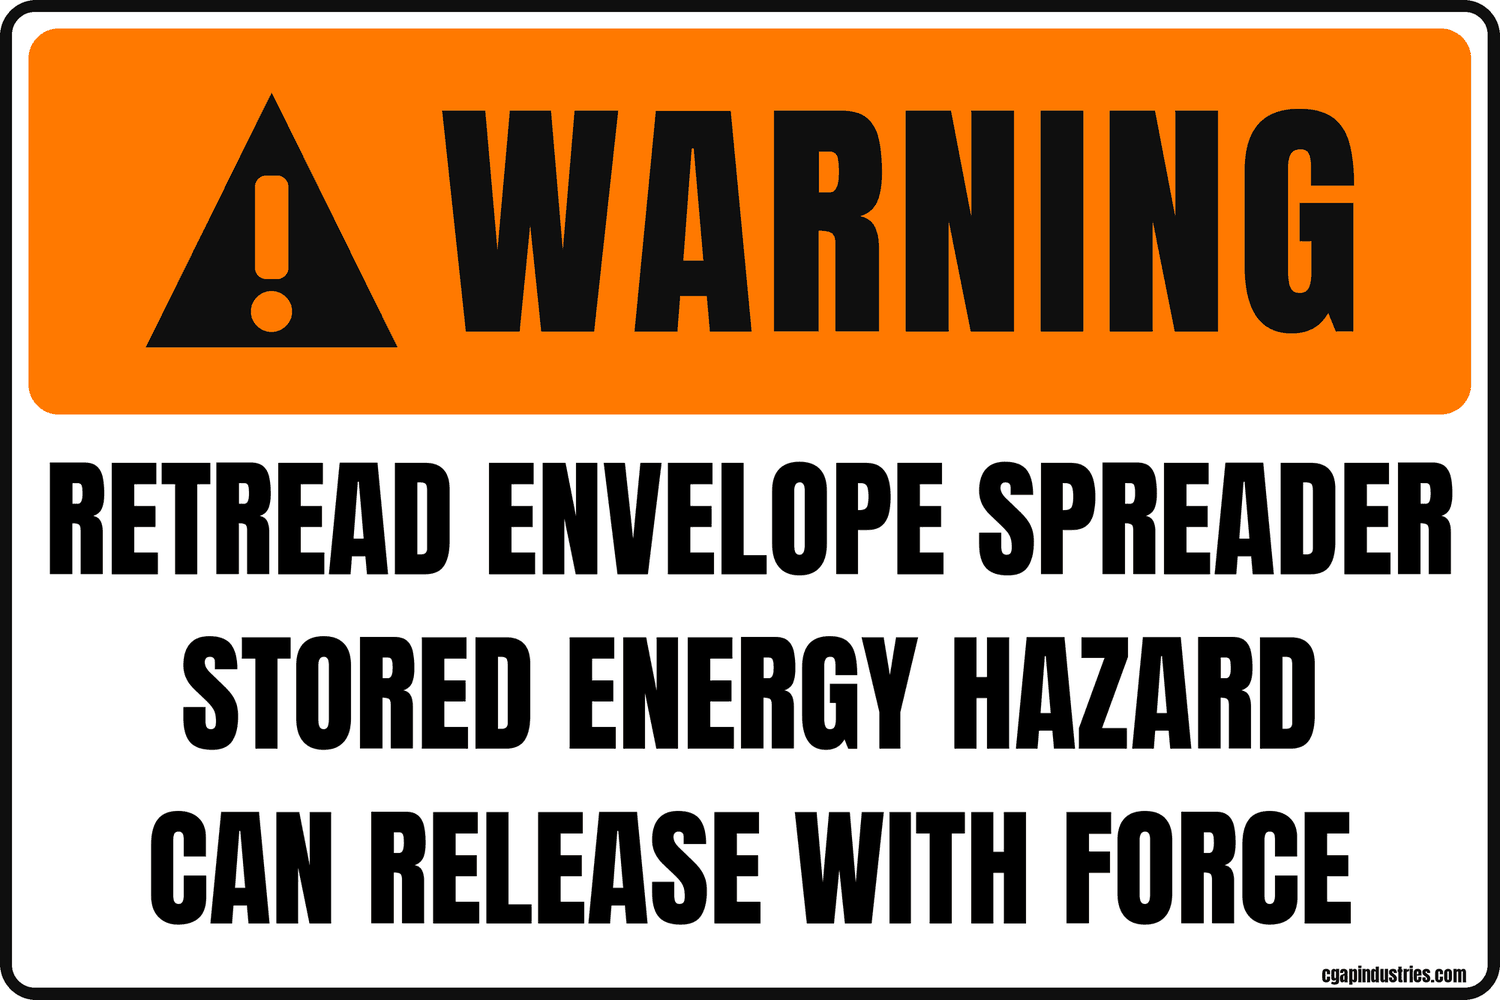 WARNING
RETREAD ENVELOPE SPREADER
STORED ENERGY HAZARD
CAN RELEASE WITH FORCE
cgapindustries.com